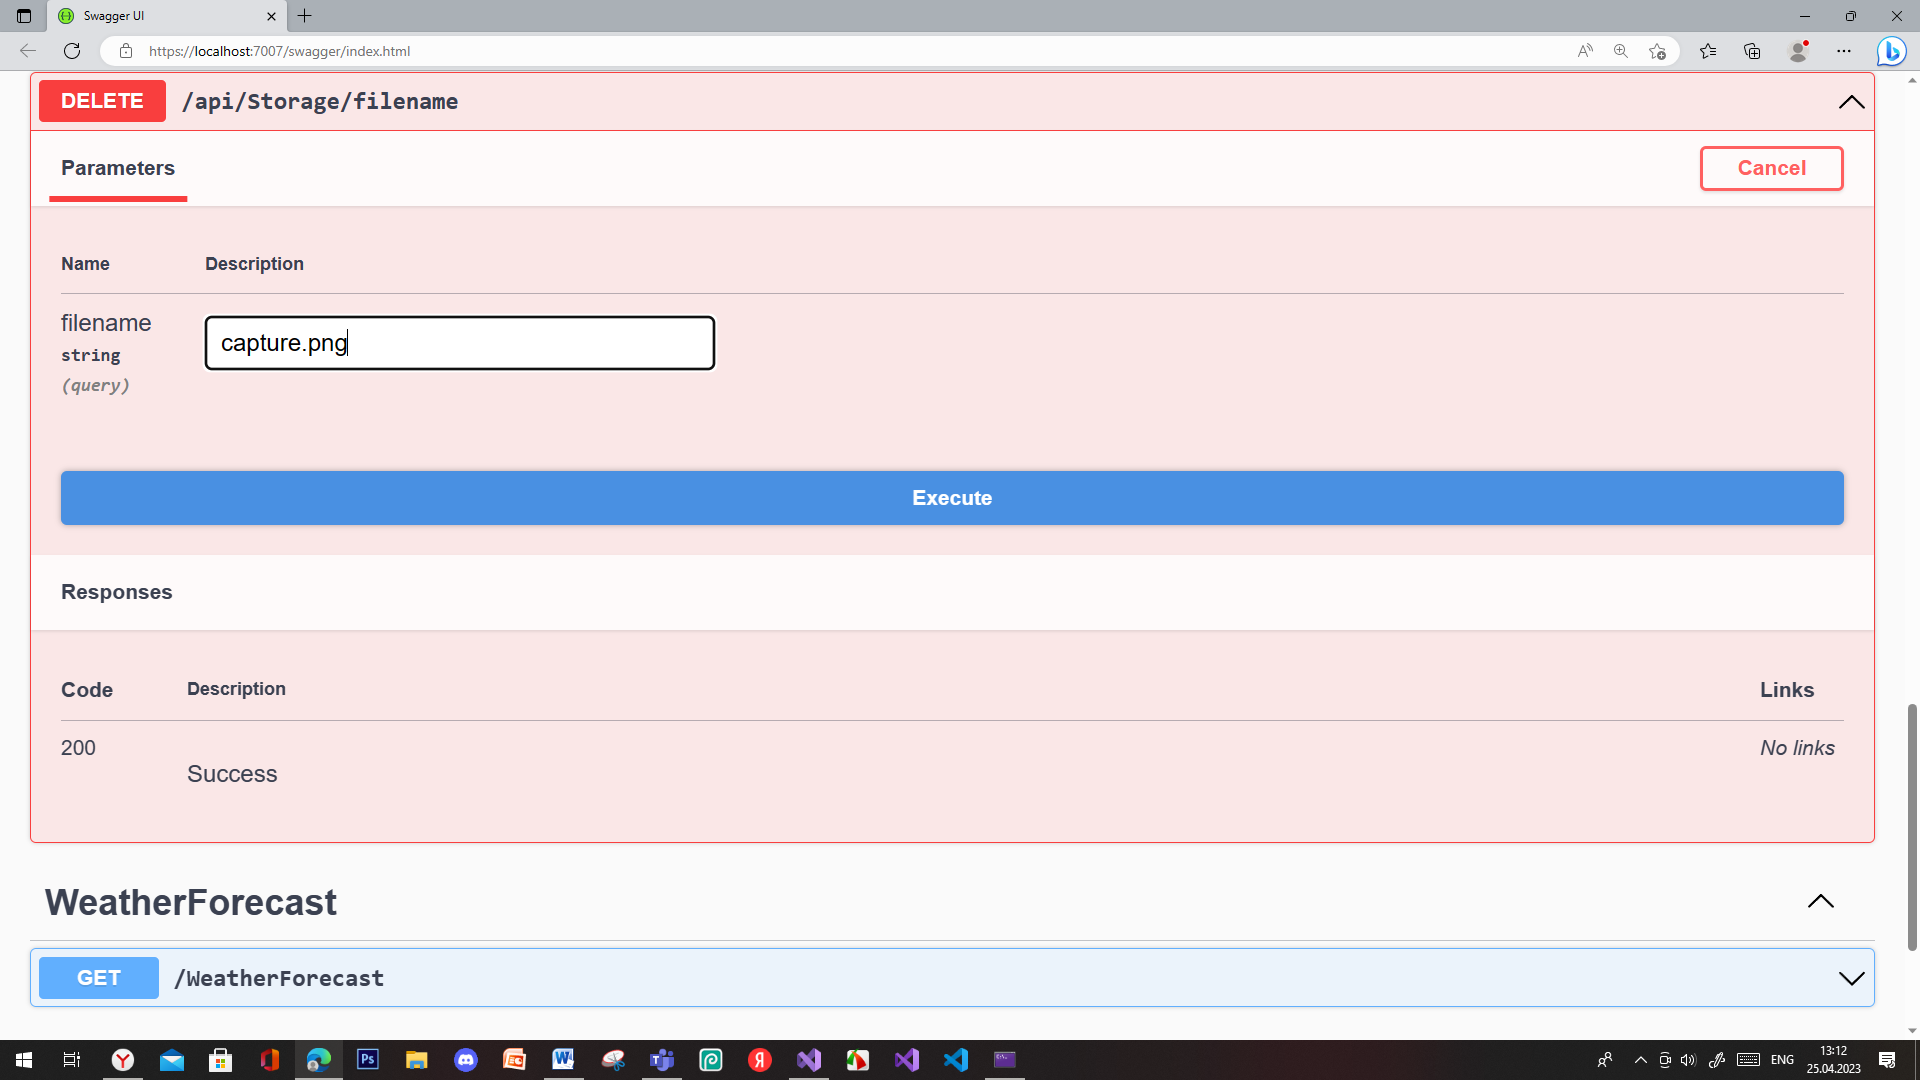 Swagger UI
https://localhost:7007/swagger/index.html
DELETE /api/Storage/filename
Parameters
Cancel
Name Description
filename
string
(query)
capture.png
Execute
Responses
Code Description Links
200 Success No links
WeatherForecast
GET /WeatherForecast
ENG
13:12
25.04.2023